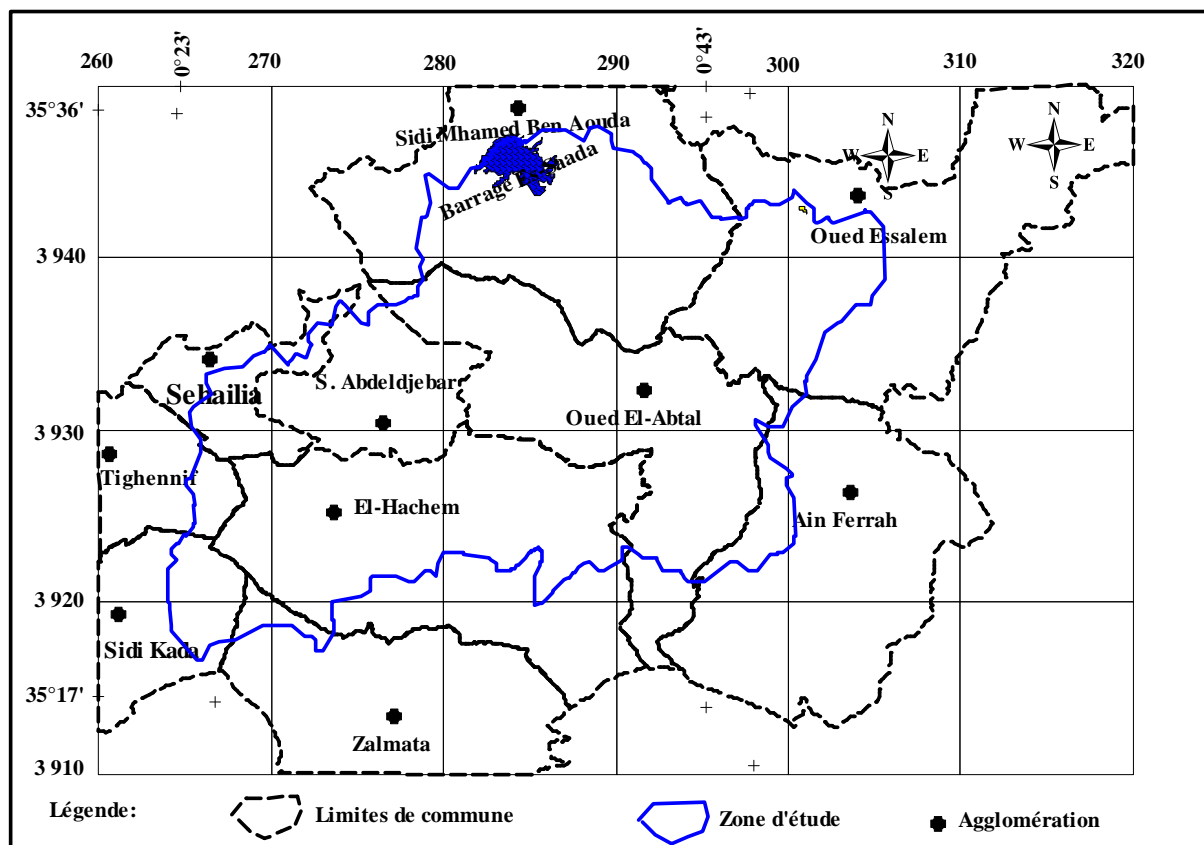 260 0°23' 270 280 290 0°43' 300 310 320
35°36'
Sidi Mhamed Ben Aouda
N
W E
S
N
W E
S
Barrage
Oued Essalem
3 940
S. Abdeldjebar
Sehailia
Oued El-Abtal
3 930
Tighennif
El-Hachem
Ain Ferrah
3 920
Sidi Kada
35°17'
Zalmata
3 910
Légende: Limites de commune Zone d'étude Agglomération